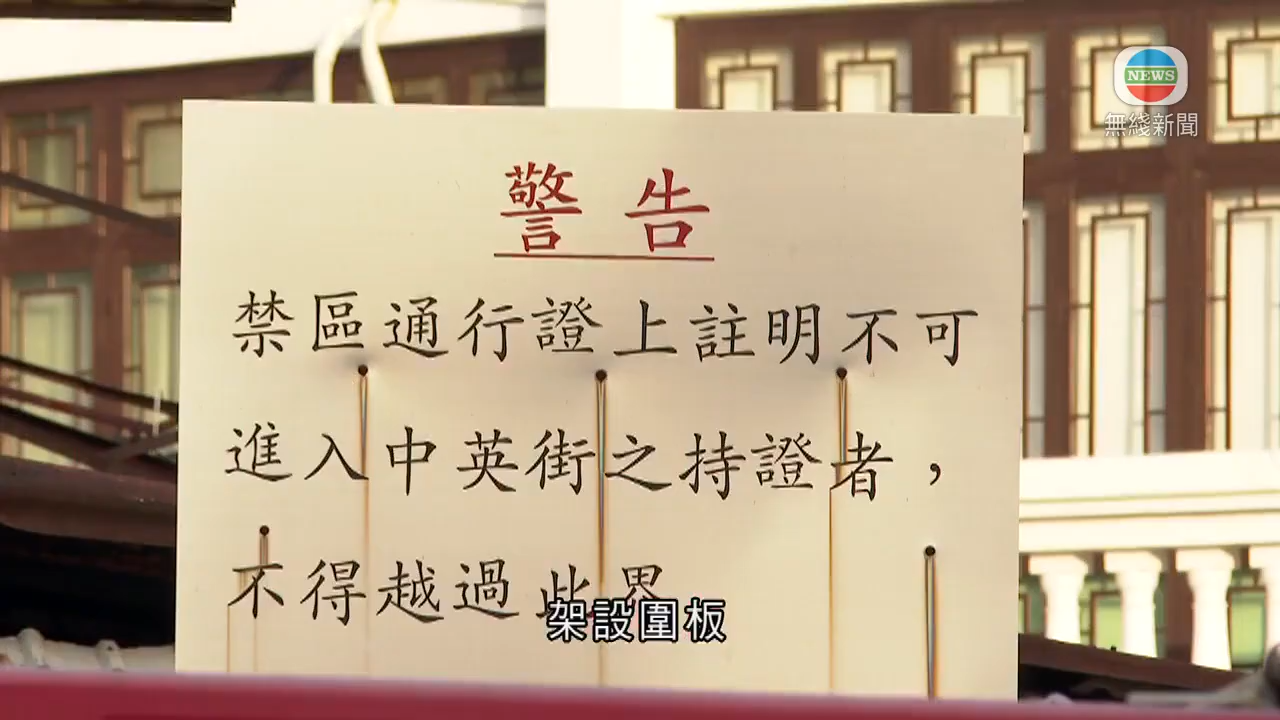 NEWS
無綫新聞
警告
禁區通行證上註明不可
進入中英街之持證者，
不得越過此界
架設圍板